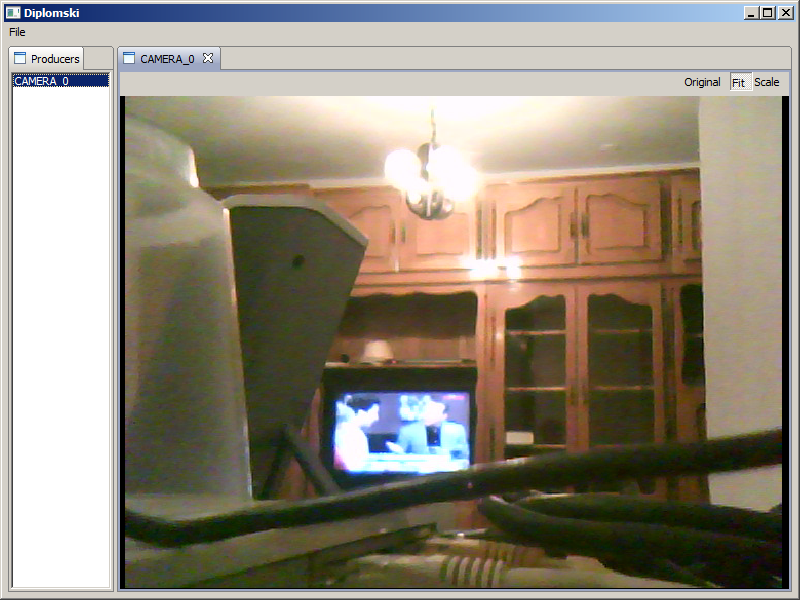 Diplomski
File
Producers
CAMERA_0
CAMERA_0
Original Fit Scale